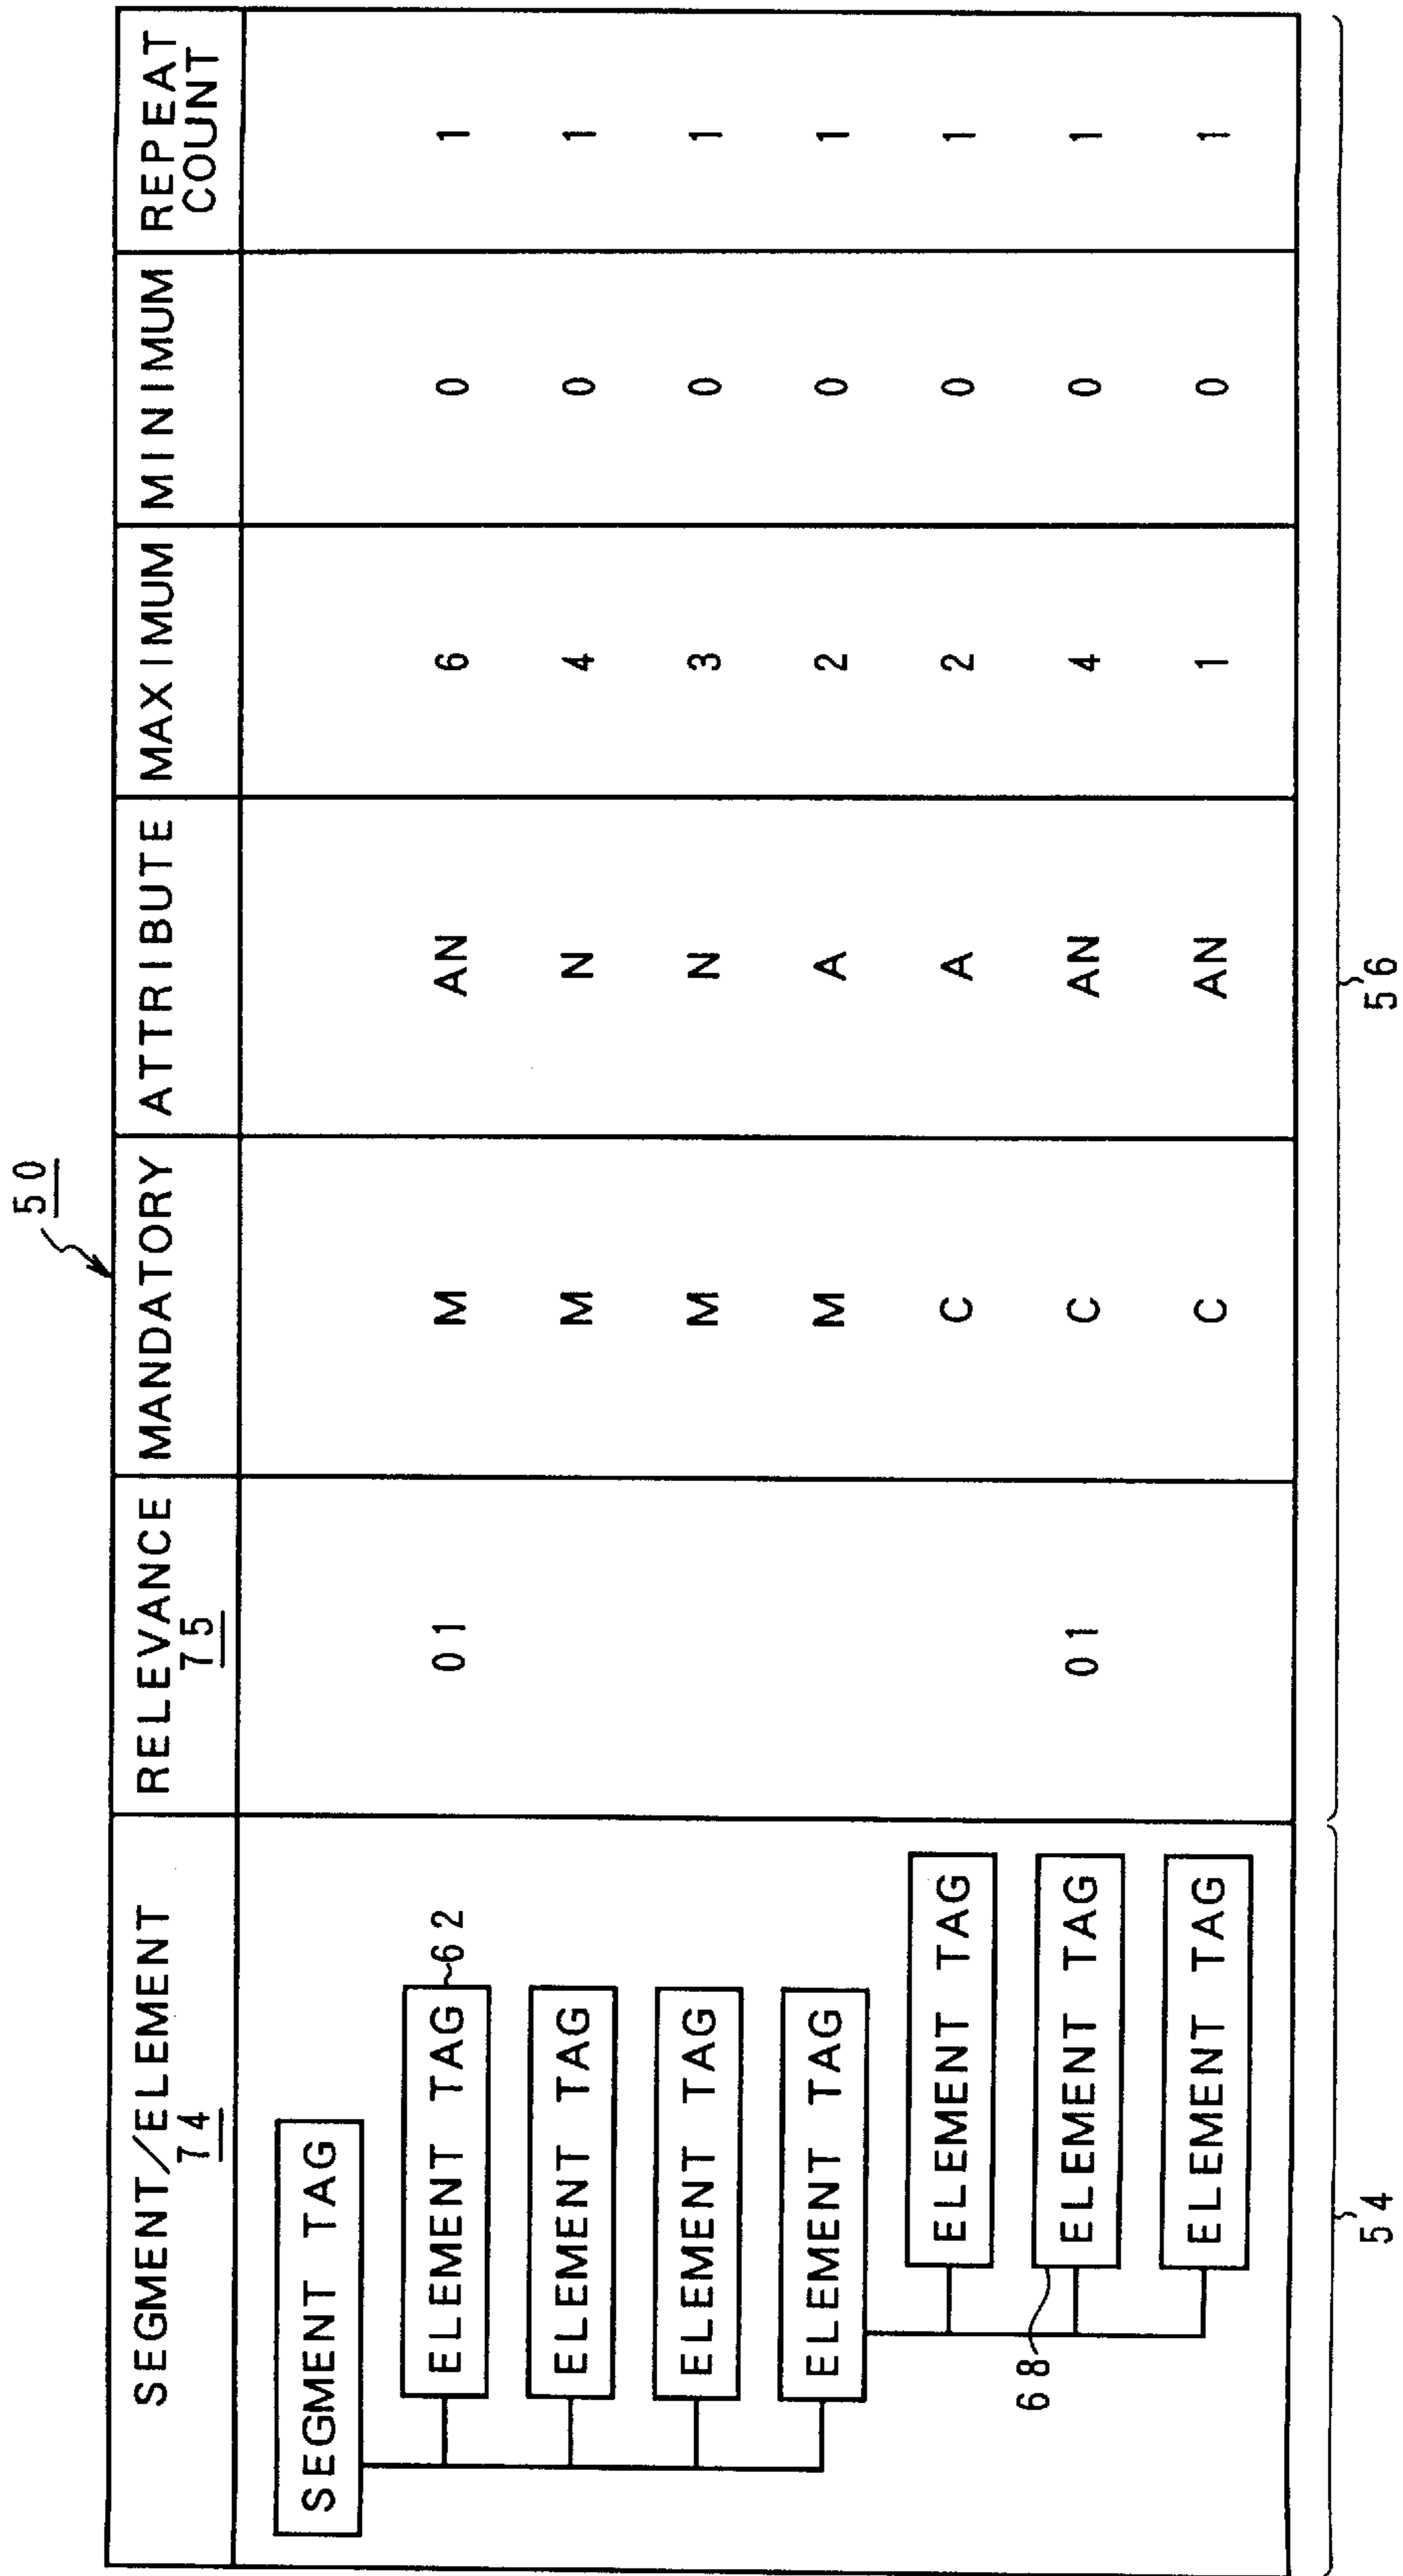 50
SEGMENT/ELEMENT 74 RELEVANCE 75 MANDATORY ATTRIBUTE MAXIMUM MINIMUM REPEAT COUNT
SEGMENT TAG
ELEMENT TAG 62 01 M AN 6 0 1
ELEMENT TAG M N 4 0 1
ELEMENT TAG M N 3 0 1
ELEMENT TAG M A 2 0 1
ELEMENT TAG C A 2 0 1
68 ELEMENT TAG 01 C AN 4 0 1
ELEMENT TAG C AN 1 0 1
54 56